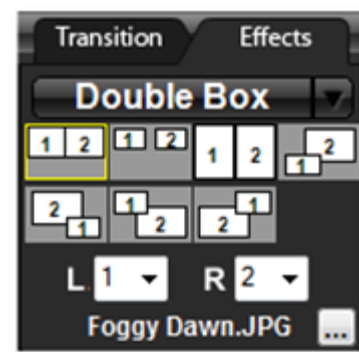 Transition Effects
Double Box
1 2 1 2 1 2 1 2
2 1 1 2 2 1
L. 1 R 2
Foggy Dawn.JPG ...